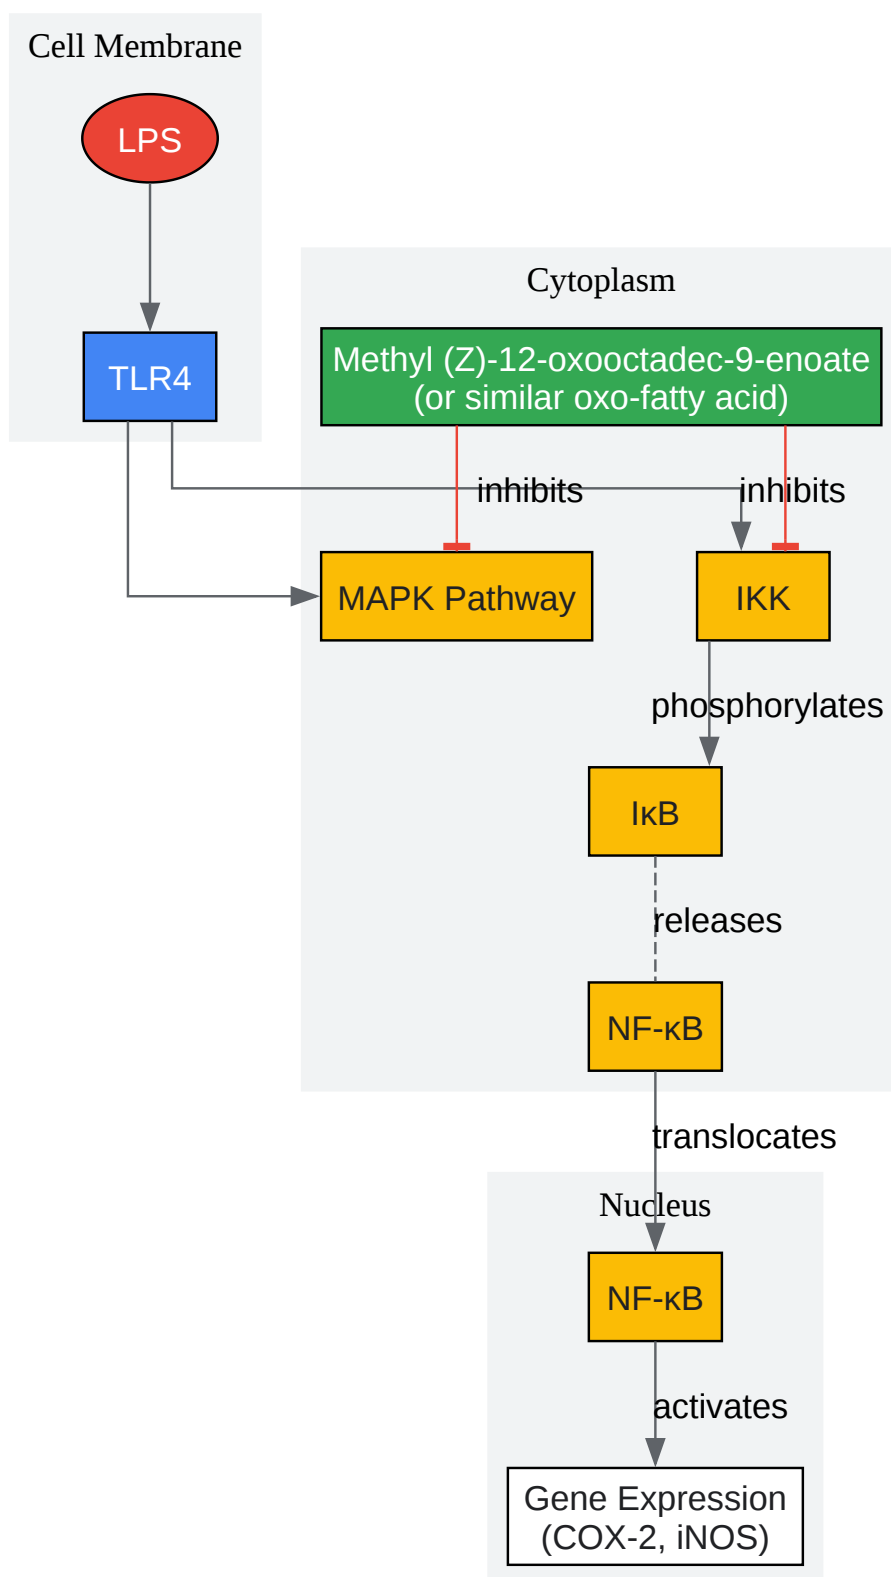 Cell Membrane
LPS
TLR4
Cytoplasm
Methyl (Z)-12-oxooctadec-9-enoate
(or similar oxo-fatty acid)
inhibits
inhibits
MAPK Pathway
IKK
phosphorylates
IκB
releases
NF-κB
translocates
Nucleus
NF-κB
activates
Gene Expression
(COX-2, iNOS)